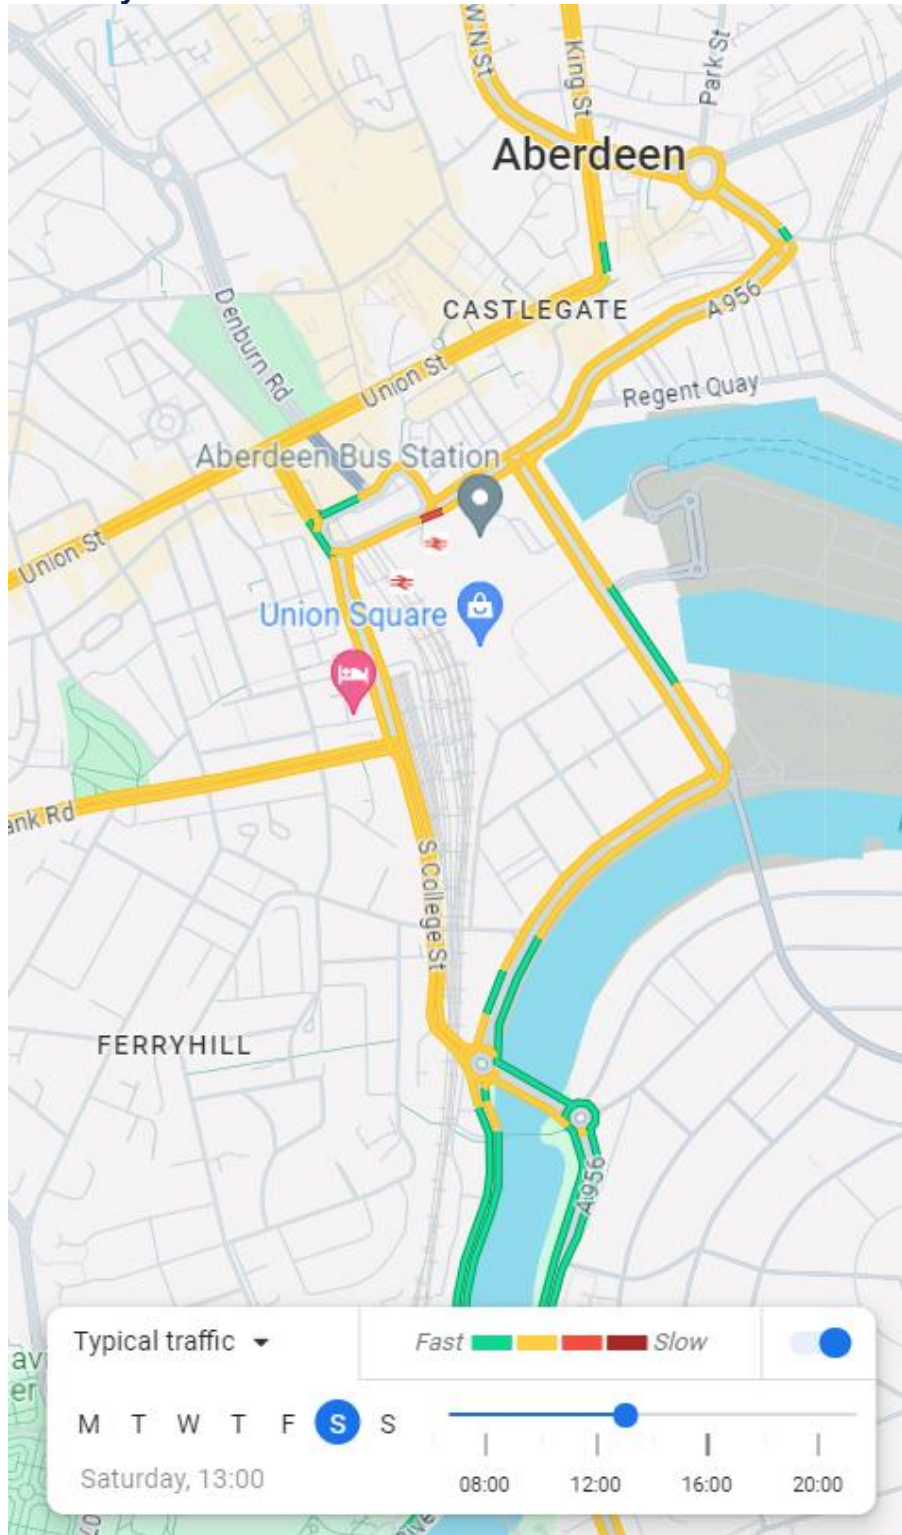 W N St
King St
Park St
Aberdeen
CASTLEGATE
A956
Denburn Rd
Union St
Regent Quay
Aberdeen Bus Station
Union St
Union Square
ank Rd
S College St
FERRYHILL
A956
Typical traffic
Fast
Slow
av
er
M T W T F S S
Saturday, 13:00
08:00 12:00 16:00 20:00